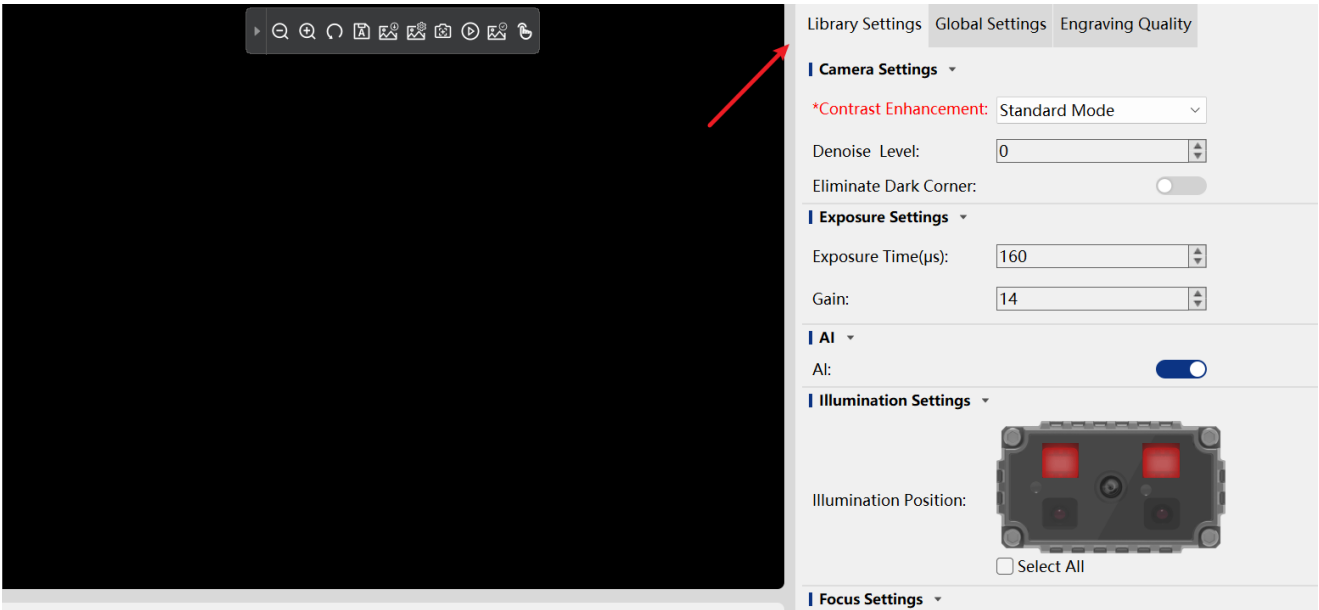 Library Settings Global Settings Engraving Quality
Camera Settings
*Contrast Enhancement: Standard Mode
Denoise Level: 0
Eliminate Dark Corner:
Exposure Settings
Exposure Time(μs): 160
Gain: 14
AI
AI:
Illumination Settings
Illumination Position:
Select All
Focus Settings